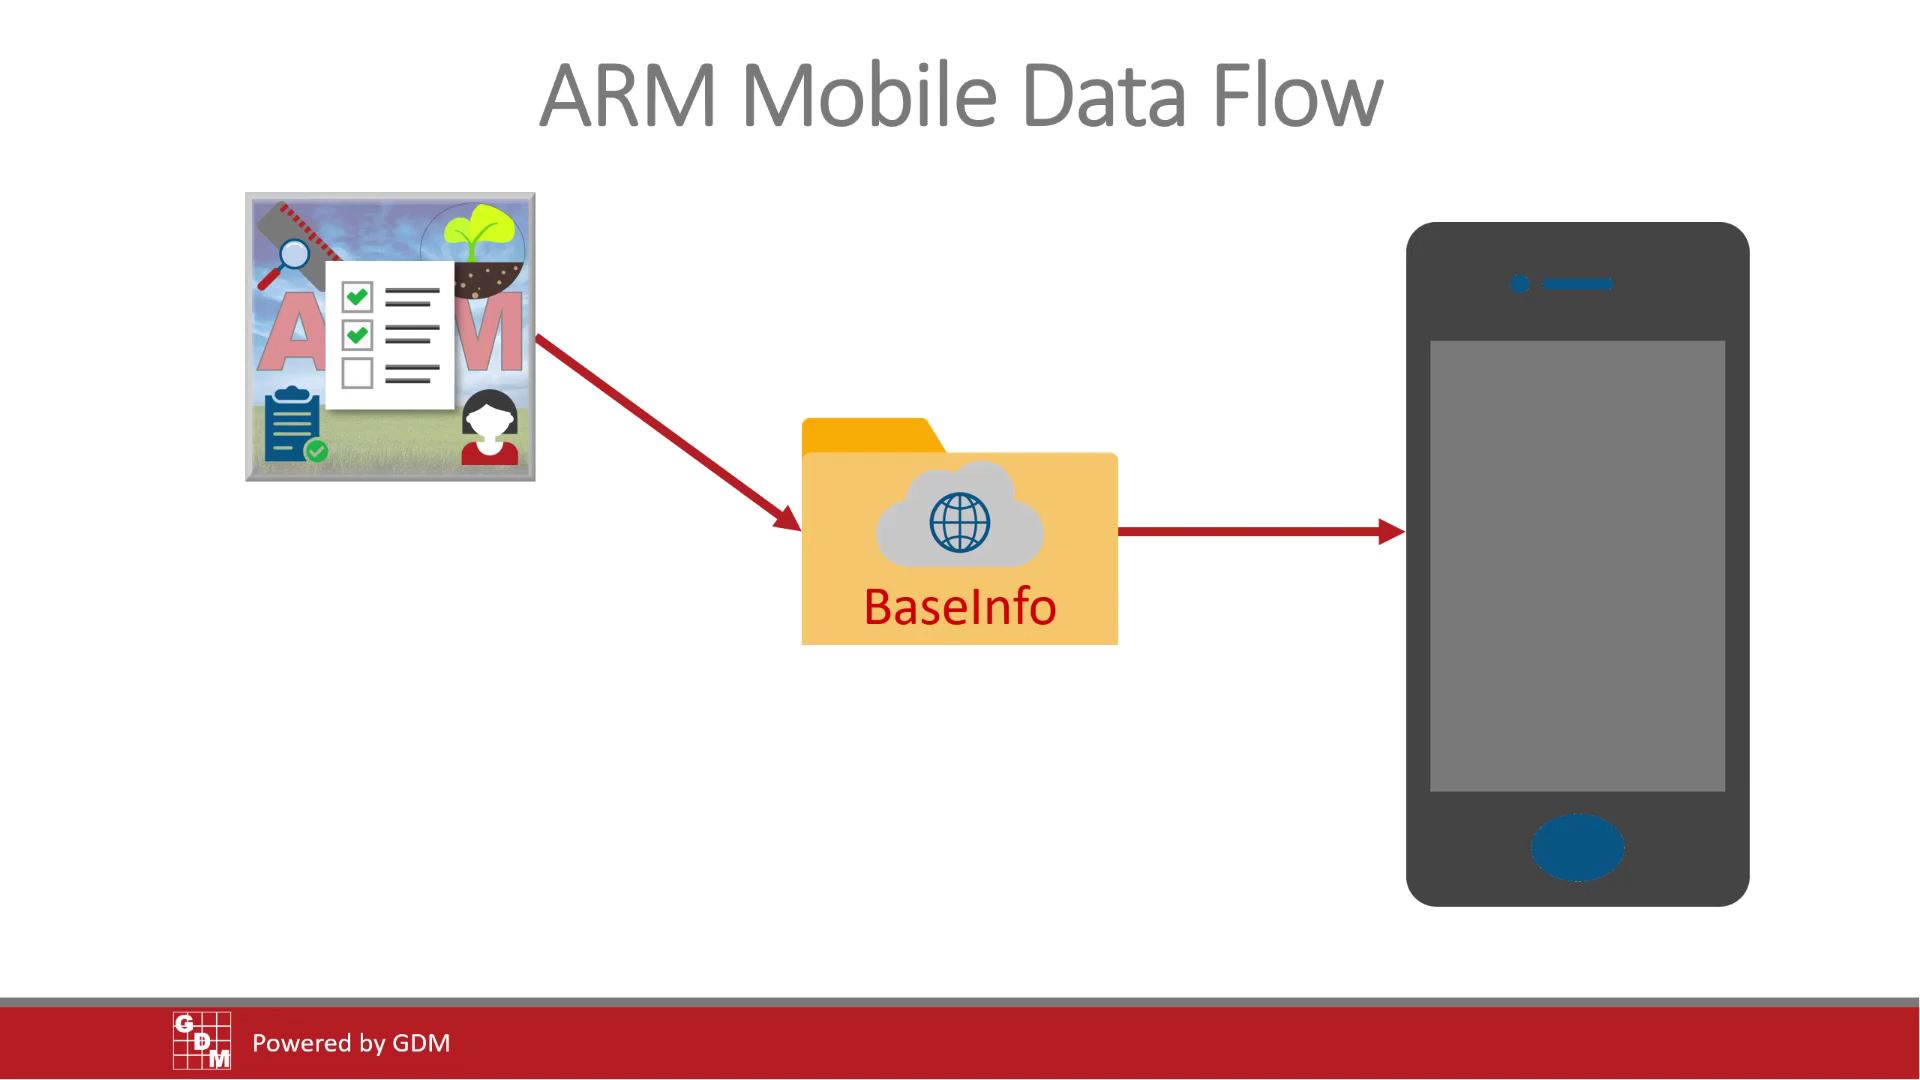 ARM Mobile Data Flow
A M
BaseInfo
G
D
M
Powered by GDM